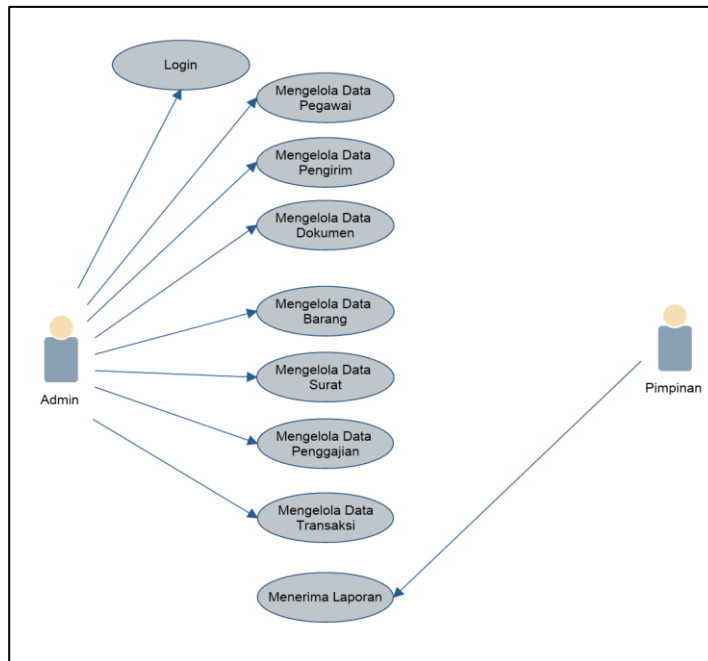 Login
Mengelola Data
Pegawai
Mengelola Data
Pengirim
Mengelola Data
Dokumen
Mengelola Data
Barang
Mengelola Data
Surat
Admin
Pimpinan
Mengelola Data
Penggajian
Mengelola Data
Transaksi
Menerima Laporan